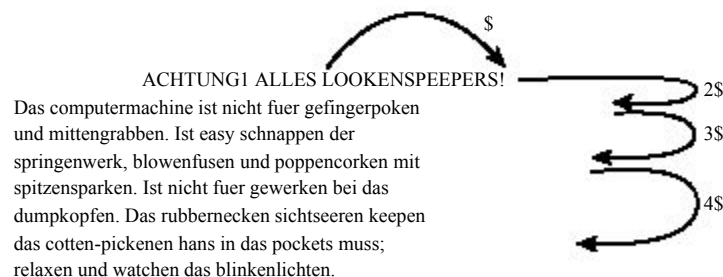 $
ACHTUNG1 ALLES LOOKENSPEEPERS!
2$
Das computermachine ist nicht fuer gefingerpoken
und mittengrabben. Ist easy schnappen der
3$
springenwerk, blowenfusen und poppencorken mit
spitzensparken. Ist nicht fuer gewerken bei das
4$
dumpkopfen. Das rubbernecken sichtseeren keepen
das cotten-pickenen hans in das pockets muss;
relaxen und watchen das blinkenlichten.